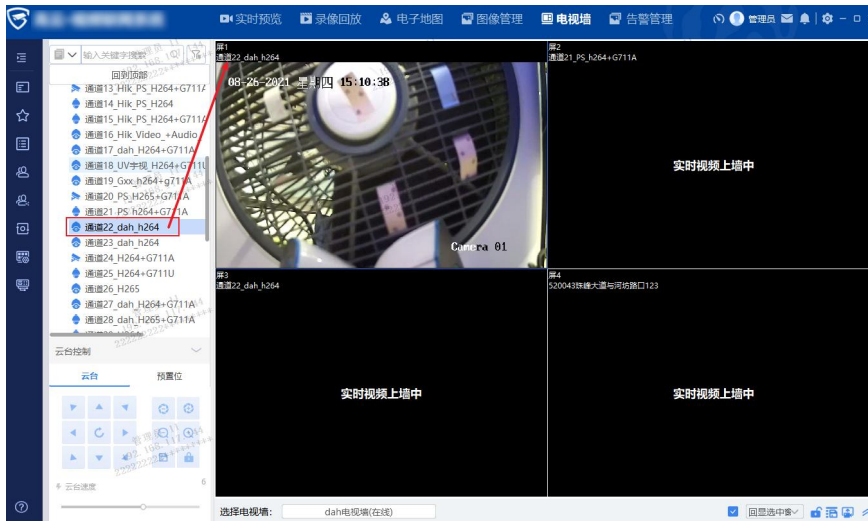 实时预览 录像回放 电子地图 图像管理 电视墙 告警管理 管理员
输入关键字搜索
回到顶部
通道13_Hik_PS_H264+G711A
通道14_Hik_PS_H264
通道15_Hik_PS_H264+G711A
通道16_Hik_Video_+Audio
通道17_dah_H264+G711A
通道18_UV宇视_H264+G711U
通道19_Gxx_h264+g711A
通道20_PS_H265+G711A
通道21_PS_h264+G711A
通道22_dah_h264
通道23_dah_h264
通道24_H264+G711A
通道25_H264+G711U
通道26_H265
通道27_dah_H264+G711A
通道28_dah_H265+G711A
云台控制
云台 预置位
云台速度 6
屏1
通道22_dah_h264
08-26-2021 星期四 15:10:38
Camera 01
屏2
通道21_PS_h264+G711A
实时视频上墙中
屏3
通道22_dah_h264
实时视频上墙中
屏4
520043珠峰大道与河坊路口123
实时视频上墙中
选择电视墙: dah电视墙(在线) 回显选中窗